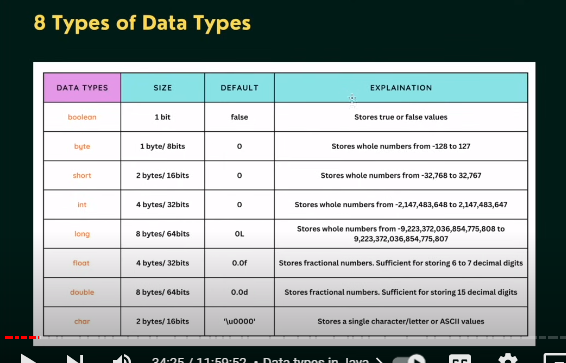 8 Types of Data Types
DATA TYPES SIZE DEFAULT EXPLAINATION
boolean 1 bit false Stores true or false values
byte 1 byte/ 8bits 0 Stores whole numbers from -128 to 127
short 2 bytes/ 16bits 0 Stores whole numbers from -32,768 to 32,767
int 4 bytes/ 32bits 0 Stores whole numbers from -2,147,483,648 to 2,147,483,647
long 8 bytes/ 64bits 0L Stores whole numbers from -9,223,372,036,854,775,808 to
9,223,372,036,854,775,807
float 4 bytes/ 32bits 0.0f Stores fractional numbers. Sufficient for storing 6 to 7 decimal digits
double 8 bytes/ 64bits 0.0d Stores fractional numbers. Sufficient for storing 15 decimal digits
char 2 bytes/ 16bits '\u0000' Stores a single character/letter or ASCII values
34:25 / 11:59:52 • Data types in Java >